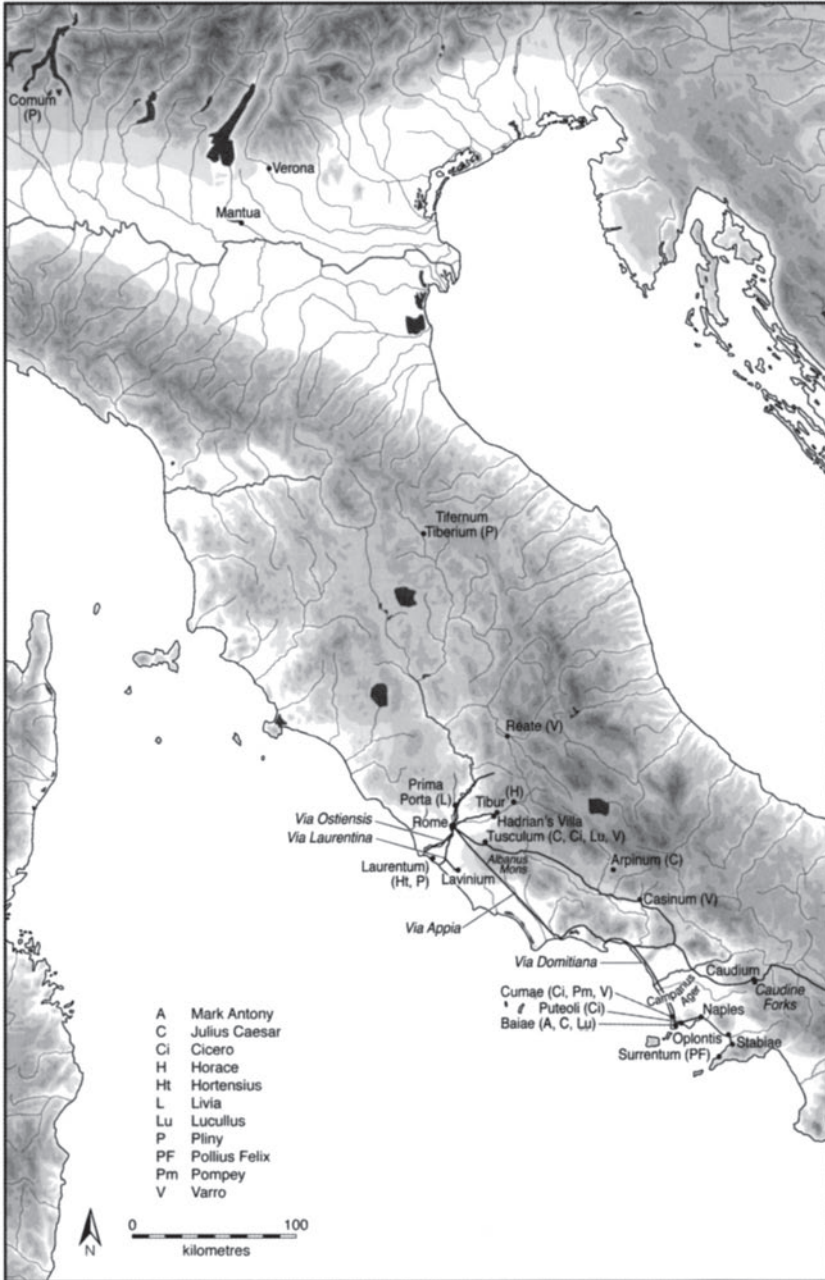 Comum
(P)
Verona
Mantua
Tifernum
Tiberium (P)
Reate (V)
Prima
Porta (L)
(H)
Tibur
Via Ostiensis
Rome
Hadrian's Villa
Via Laurentina
Tusculum (C, Ci, Lu, V)
Albanus
Mons
Laurentum)
(Ht, P)
Lavinium
Arpinum (C)
Casinum (V)
Via Appia
Via Domitiana
Caudium
Caudine
Forks
Campanus
Ager
Cumae (Ci, Pm, V)
Puteoli (Ci)
Naples
Baiae (A, C, Lu)
Oplontis
Stabiae
Surrentum (PF)
A Mark Antony
C Julius Caesar
Ci Cicero
H Horace
Ht Hortensius
L Livia
Lu Lucullus
P Pliny
PF Pollius Felix
Pm Pompey
V Varro
N
0 100
kilometres